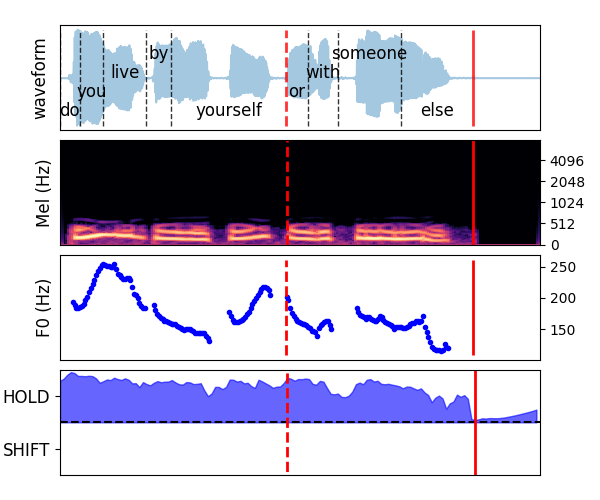 waveform
do you live by yourself or with someone else
Mel (Hz)
4096
2048
1024
512
0
F0 (Hz)
250
200
150
HOLD
SHIFT